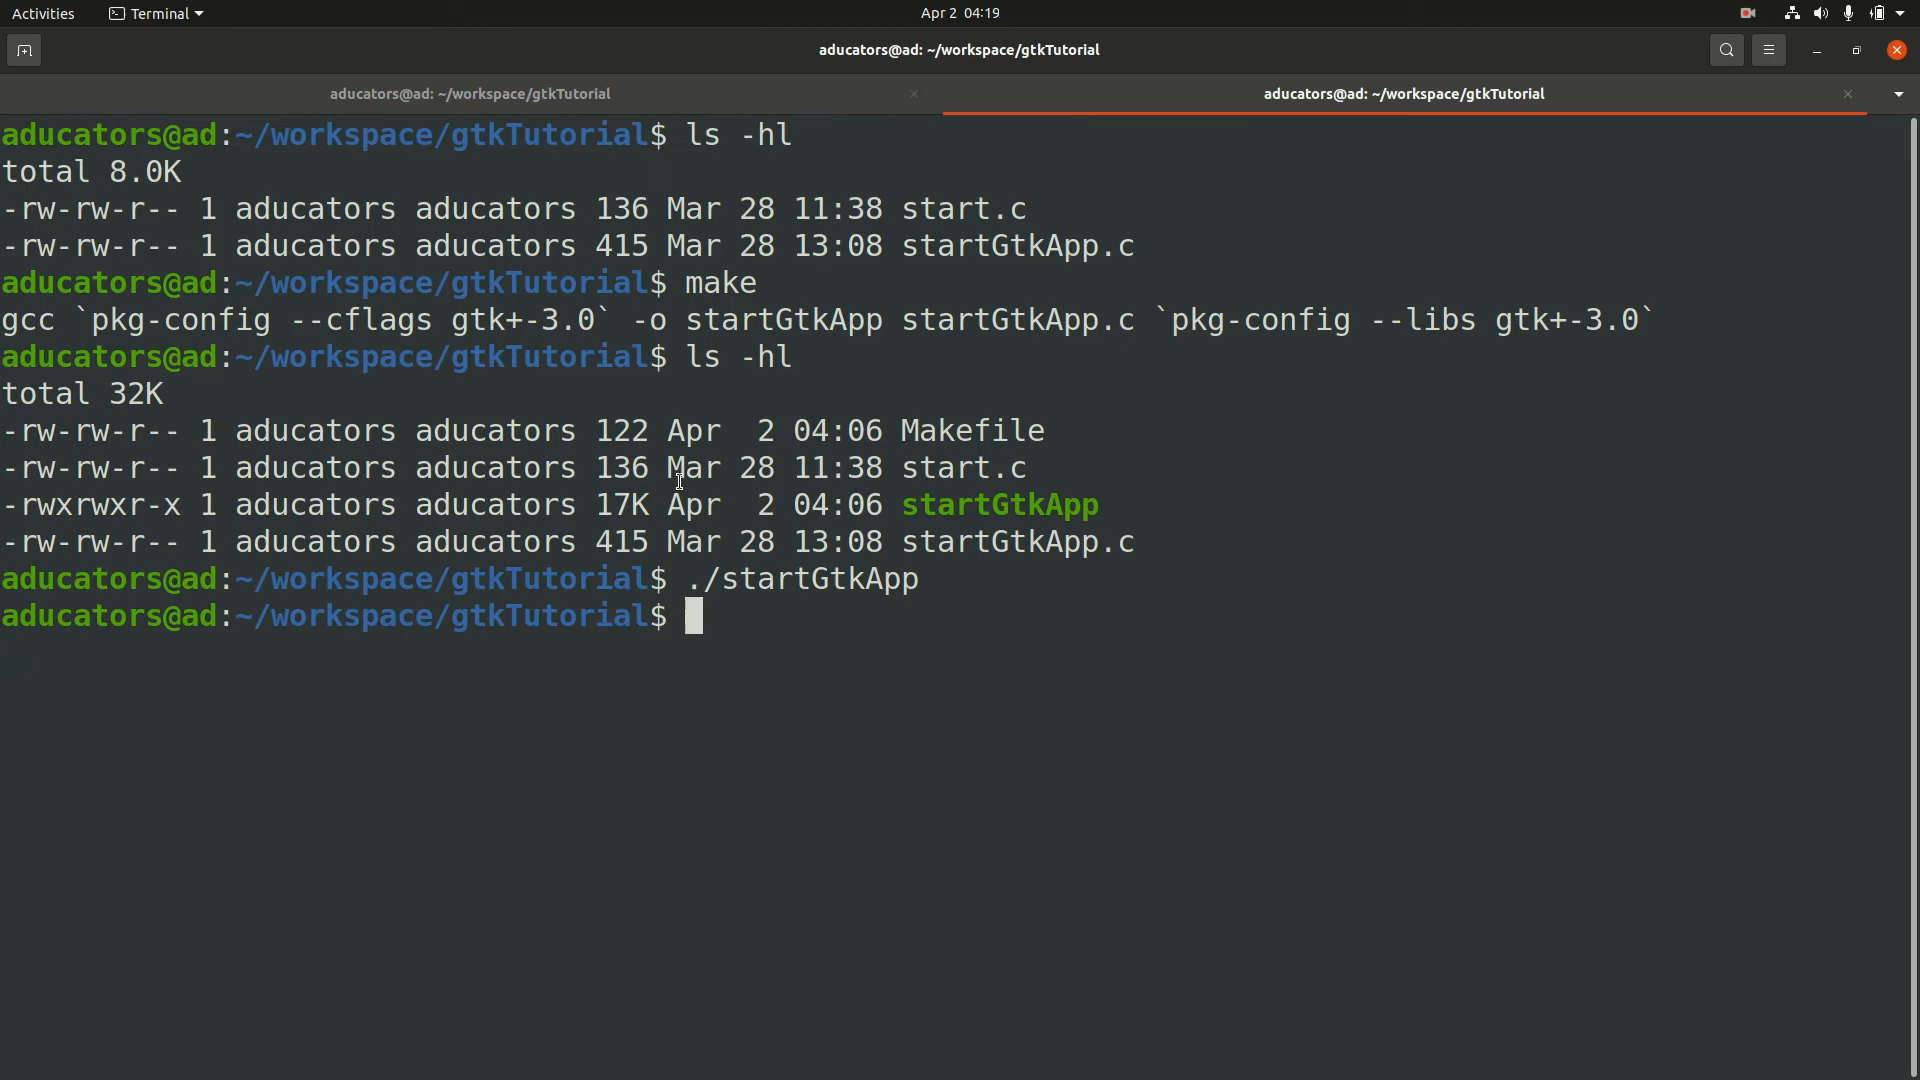 Activities Terminal Apr 2 04:19
aducators@ad: ~/workspace/gtkTutorial
aducators@ad: ~/workspace/gtkTutorial aducators@ad: ~/workspace/gtkTutorial
aducators@ad:~/workspace/gtkTutorial$ ls -hl
total 8.0K
-rw-rw-r-- 1 aducators aducators 136 Mar 28 11:38 start.c
-rw-rw-r-- 1 aducators aducators 415 Mar 28 13:08 startGtkApp.c
aducators@ad:~/workspace/gtkTutorial$ make
gcc `pkg-config --cflags gtk+-3.0` -o startGtkApp startGtkApp.c `pkg-config --libs gtk+-3.0`
aducators@ad:~/workspace/gtkTutorial$ ls -hl
total 32K
-rw-rw-r-- 1 aducators aducators 122 Apr  2 04:06 Makefile
-rw-rw-r-- 1 aducators aducators 136 Mar 28 11:38 start.c
-rwxrwxr-x 1 aducators aducators 17K Apr  2 04:06 startGtkApp
-rw-rw-r-- 1 aducators aducators 415 Mar 28 13:08 startGtkApp.c
aducators@ad:~/workspace/gtkTutorial$ ./startGtkApp
aducators@ad:~/workspace/gtkTutorial$